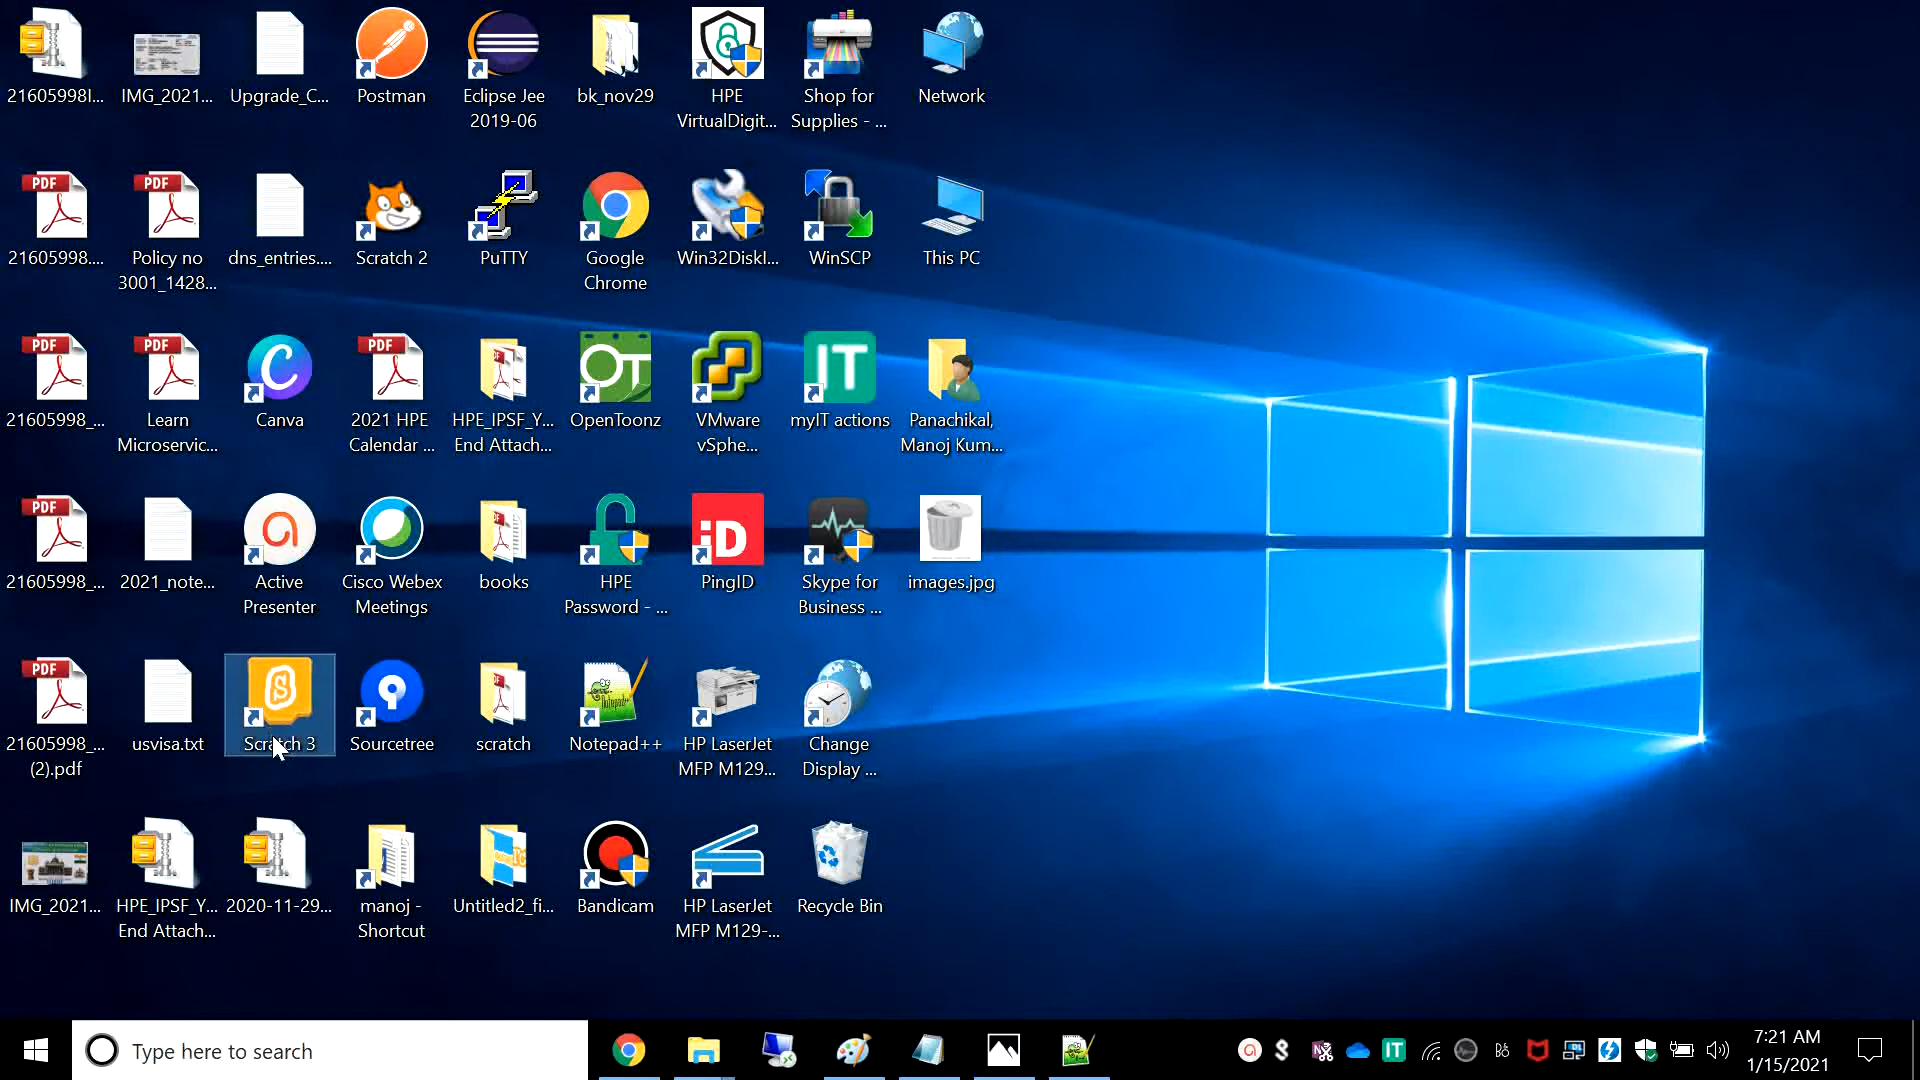 21605998I...
IMG_2021...
Upgrade_C...
Postman
Eclipse Jee
2019-06
bk_nov29
HPE
VirtualDigit...
Shop for
Supplies - ...
Network
PDF
21605998....
PDF
Policy no
3001_1428...
dns_entries....
Scratch 2
PuTTY
Google
Chrome
Win32DiskI...
WinSCP
This PC
PDF
21605998_...
PDF
Learn
Microservic...
C
Canva
PDF
2021 HPE
Calendar ...
HPE_IPSF_Y...
End Attach...
OT
OpenToonz
VMware
vSphe...
IT
myIT actions
Panachikal,
Manoj Kum...
PDF
21605998_...
2021_note...
a
Active
Presenter
Cisco Webex
Meetings
books
HPE
Password - ...
iD
PingID
Skype for
Business ...
images.jpg
PDF
21605998_...
(2).pdf
usvisa.txt
S
Scratch 3
Sourcetree
scratch
Notepad++
HP LaserJet
MFP M129...
Change
Display ...
IMG_2021...
HPE_IPSF_Y...
End Attach...
2020-11-29...
manoj -
Shortcut
Untitled2_fi...
Bandicam
HP LaserJet
MFP M129-...
Recycle Bin
Type here to search
IT
7:21 AM
1/15/2021